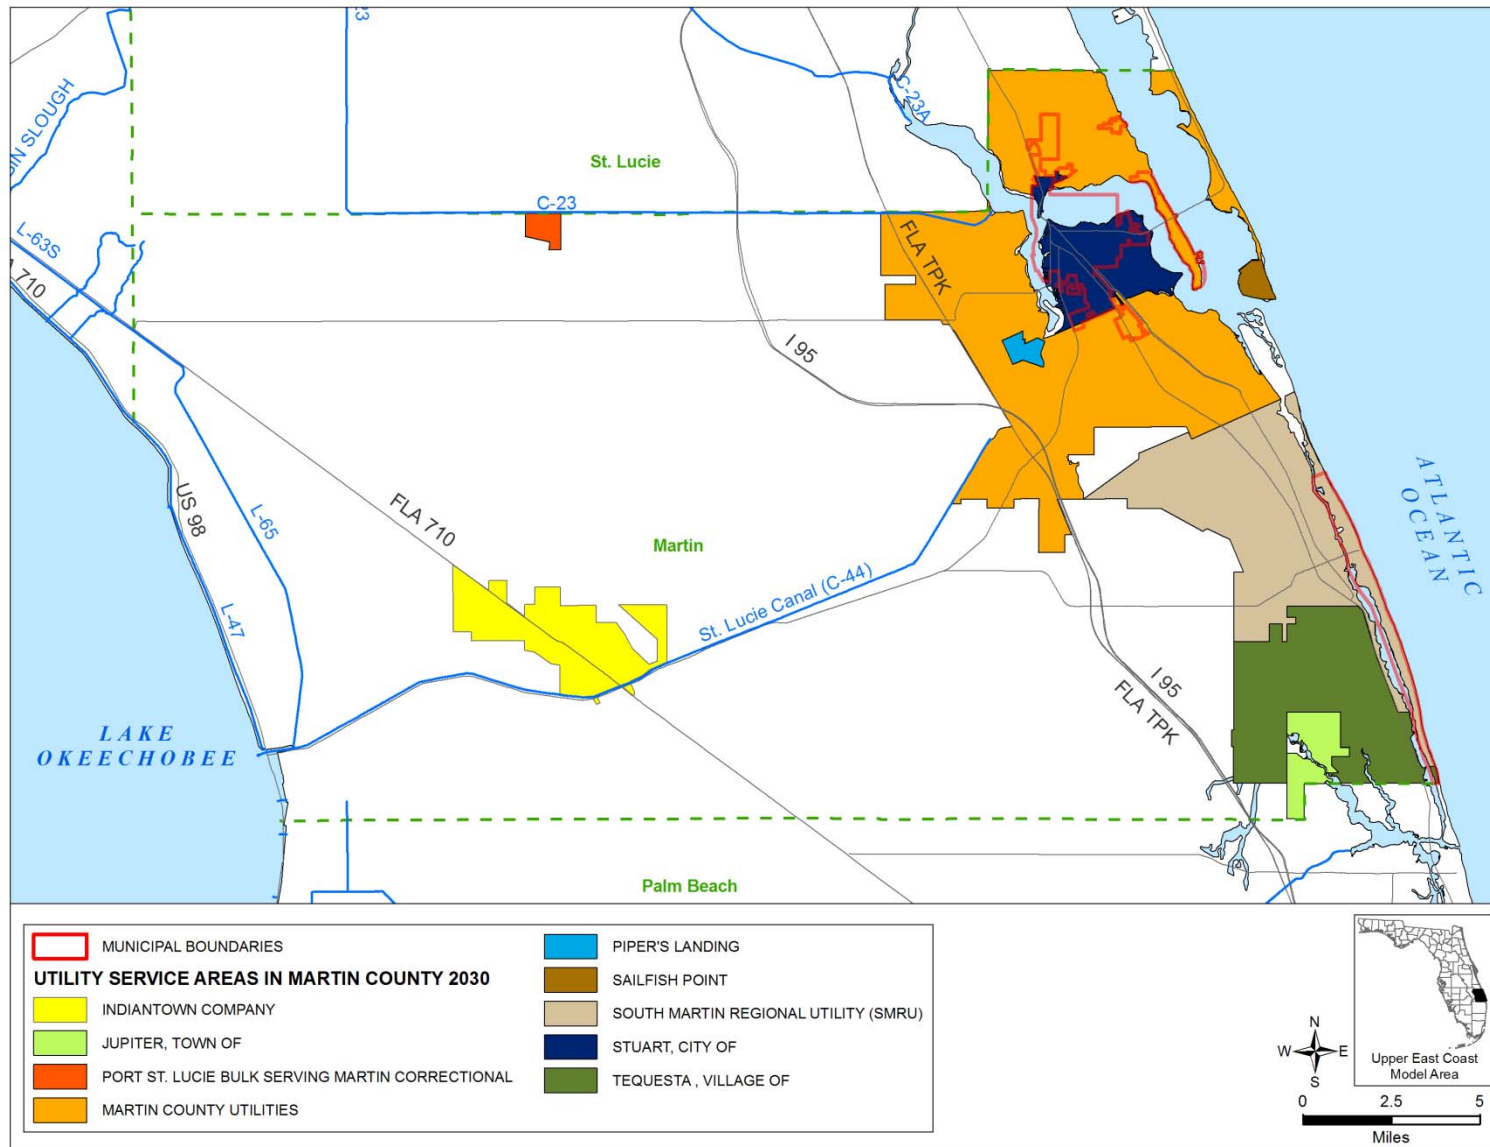 23
C-23A
SIN SLOUGH
St. Lucie
C-23
L-63S
710
FLA TPK
I 95
US 98
L-65
FLA 710
Martin
ATLANTIC
OCEAN
L-47
St. Lucie Canal (C-44)
I 95
FLA TPK
LAKE
OKEECHOBEE
Palm Beach
MUNICIPAL BOUNDARIES
UTILITY SERVICE AREAS IN MARTIN COUNTY 2030
INDIANTOWN COMPANY
JUPITER, TOWN OF
PORT ST. LUCIE BULK SERVING MARTIN CORRECTIONAL
MARTIN COUNTY UTILITIES
PIPER'S LANDING
SAILFISH POINT
SOUTH MARTIN REGIONAL UTILITY (SMRU)
STUART, CITY OF
TEQUESTA , VILLAGE OF
N
W E
S
Upper East Coast
Model Area
0 2.5 5
Miles